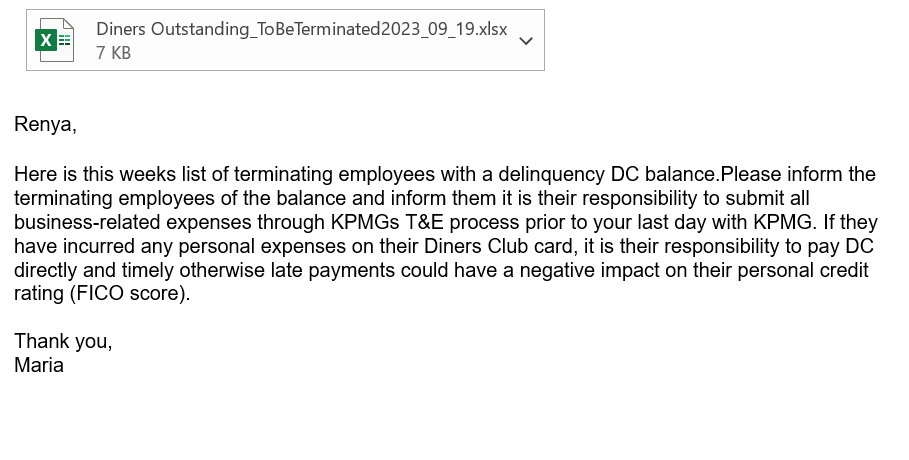 Diners Outstanding_ToBeTerminated2023_09_19.xlsx
7 KB
Renya,
Here is this weeks list of terminating employees with a delinquency DC balance.Please inform the
terminating employees of the balance and inform them it is their responsibility to submit all
business-related expenses through KPMGs T&E process prior to your last day with KPMG. If they
have incurred any personal expenses on their Diners Club card, it is their responsibility to pay DC
directly and timely otherwise late payments could have a negative impact on their personal credit
rating (FICO score).
Thank you,
Maria